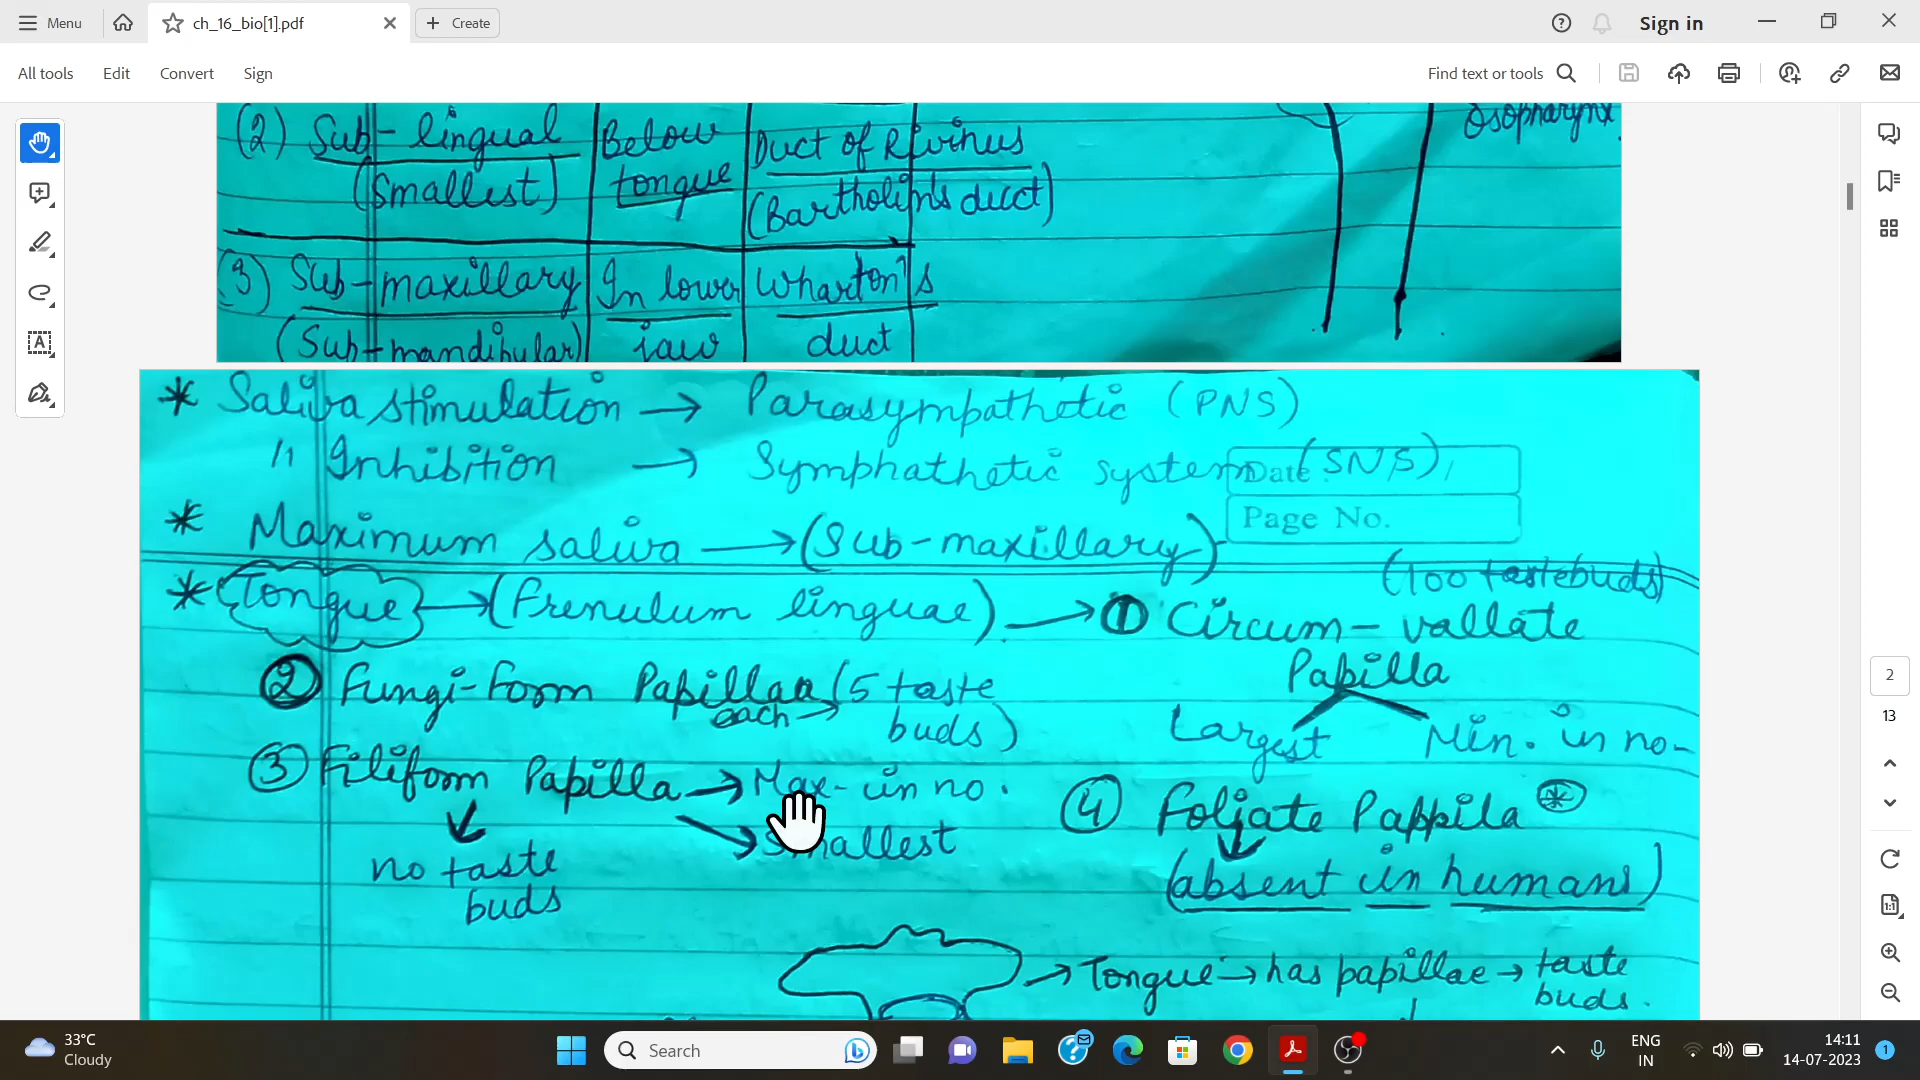 Menu
ch_16_bio[1].pdf
Create
Sign in
All tools
Edit
Convert
Sign
Find text or tools
(2) Sub-lingual Below Duct of Rivinus
(Smallest) tongue (Bartholin's duct)
Osopharynx
(3) Sub-maxillary In lower Wharton's
(Sub-mandibular) jaw duct
* Saliva stimulation → Parasympathetic (PNS)
" Inhibition → Symphathetic system (SNS)
Date
Page No.
* Maximum saliva → (Sub-maxillary)
(100 tastebuds)
* Tongue → (Frenulum linguae) → ① Circum-vallate
Papilla
Largest Min. in no-
② Fungi-form Papillaa (5 taste
each → buds)
③ Filiform Papilla → Max- in no.
Smallest
no taste
buds
④ Foliate Pappila *
(absent in humans)
→ Tongue → has papillae → taste
buds.
2
13
33°C
Cloudy
Search
ENG
IN
14:11
14-07-2023
1